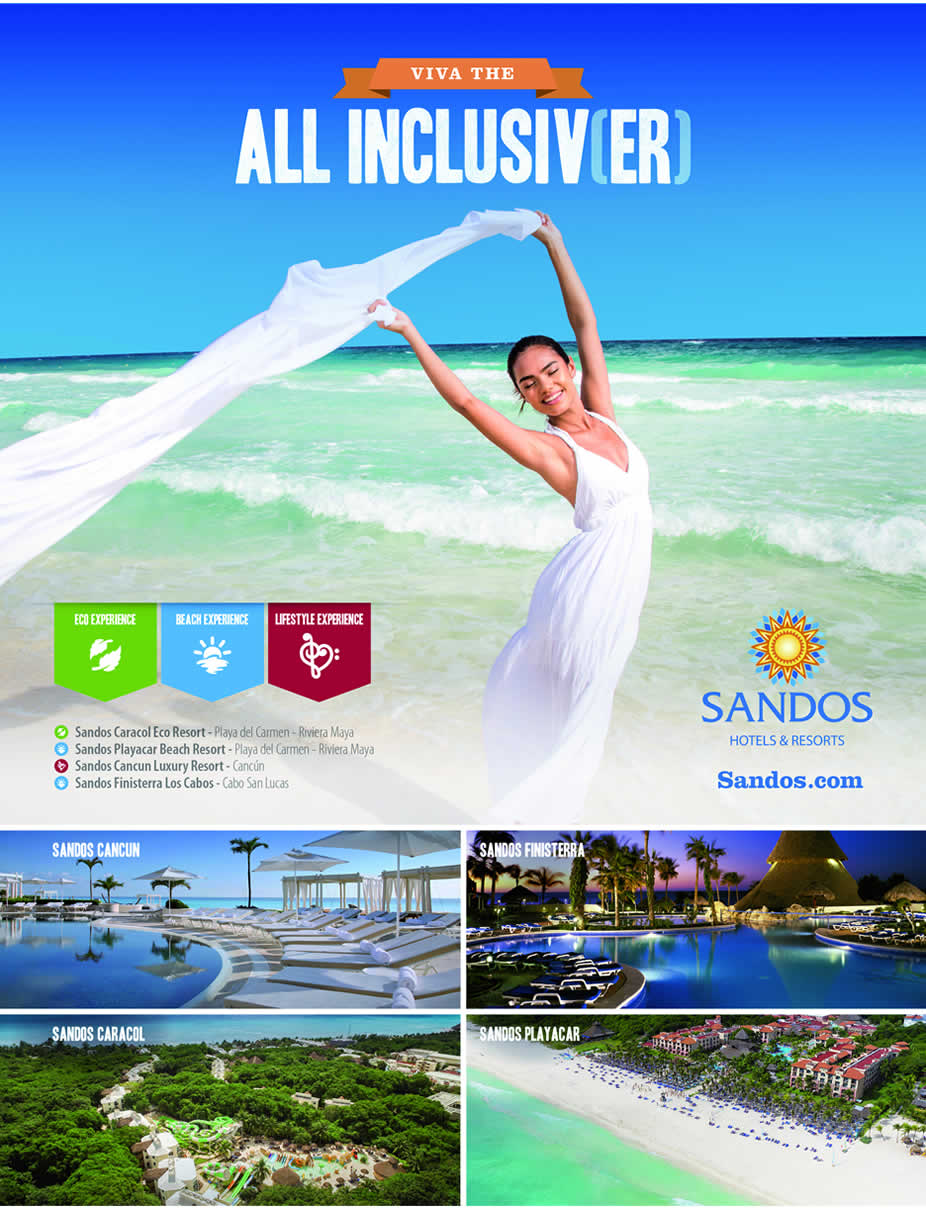 VIVA THE
ALL INCLUSIV(ER)
ECO EXPERIENCE
BEACH EXPERIENCE
LIFESTYLE EXPERIENCE
Sandos Caracol Eco Resort - Playa del Carmen - Riviera Maya
Sandos Playacar Beach Resort - Playa del Carmen - Riviera Maya
Sandos Cancun Luxury Resort - Cancún
Sandos Finisterra Los Cabos - Cabo San Lucas
SANDOS
HOTELS & RESORTS
Sandos.com
SANDOS CANCUN
SANDOS FINISTERRA
SANDOS CARACOL
SANDOS PLAYACAR